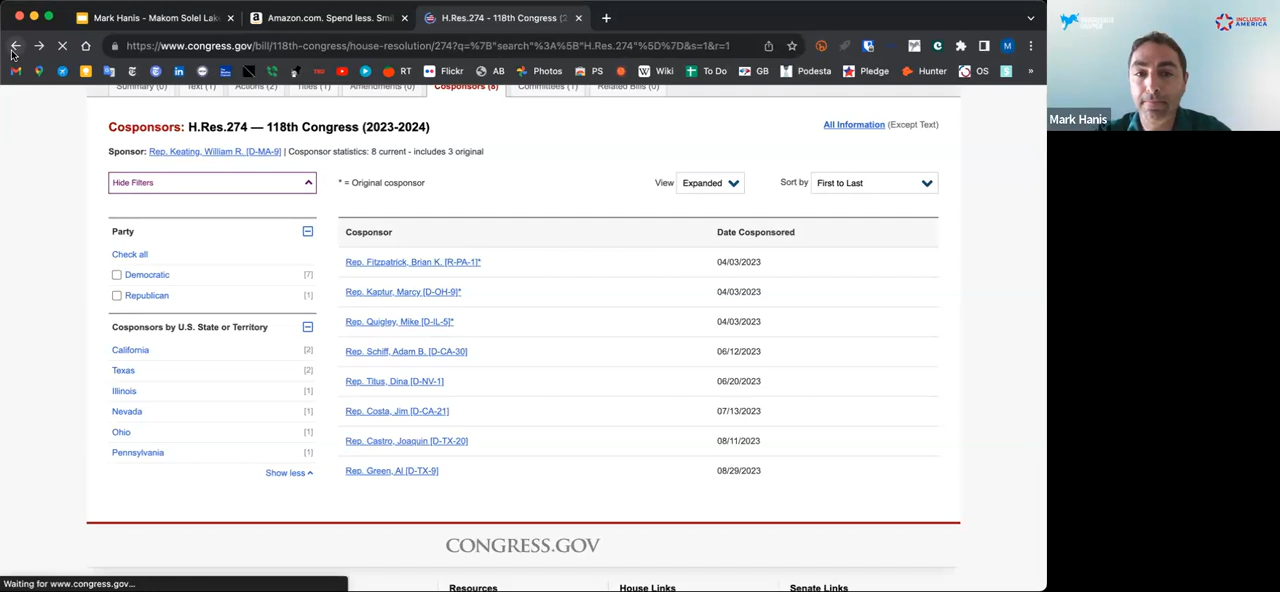 Mark Hanis - Makom Solel Lak
Amazon.com. Spend less. Smi
H.Res.274 - 118th Congress (2
https://www.congress.gov/bill/118th-congress/house-resolution/274?q=%7B"search"%3A%5B"H.Res.274"%5D%7D&s=1&r=1
M
RT Flickr AB Photos PS Wiki To Do GB Podesta Pledge Hunter OS »
Summary (0) Text (1) Actions (2) Titles (1) Amendments (0) Cosponsors (8) Committees (1) Related Bills (0)
Cosponsors: H.Res.274 — 118th Congress (2023-2024)
All Information (Except Text)
Sponsor: Rep. Keating, William R. [D-MA-9] | Cosponsor statistics: 8 current - includes 3 original
Hide Filters
* = Original cosponsor
View Expanded
Sort by First to Last
Party
Check all
Democratic [7]
Republican [1]
Cosponsors by U.S. State or Territory
California [2]
Texas [2]
Illinois [1]
Nevada [1]
Ohio [1]
Pennsylvania [1]
Show less
Cosponsor Date Cosponsored
Rep. Fitzpatrick, Brian K. [R-PA-1]* 04/03/2023
Rep. Kaptur, Marcy [D-OH-9]* 04/03/2023
Rep. Quigley, Mike [D-IL-5]* 04/03/2023
Rep. Schiff, Adam B. [D-CA-30] 06/12/2023
Rep. Titus, Dina [D-NV-1] 06/20/2023
Rep. Costa, Jim [D-CA-21] 07/13/2023
Rep. Castro, Joaquin [D-TX-20] 08/11/2023
Rep. Green, Al [D-TX-9] 08/29/2023
CONGRESS.GOV
Resources House Links Senate Links
Waiting for www.congress.gov...
INCLUSIVE
AMERICA
Mark Hanis